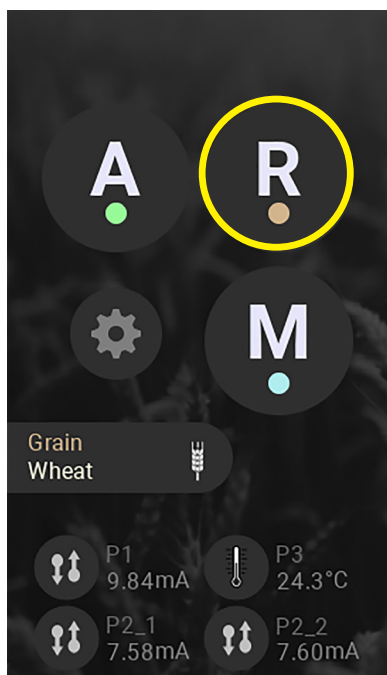 A
R
M
Grain
Wheat
P1
9.84mA
P3
24.3°C
P2_1
7.58mA
P2_2
7.60mA